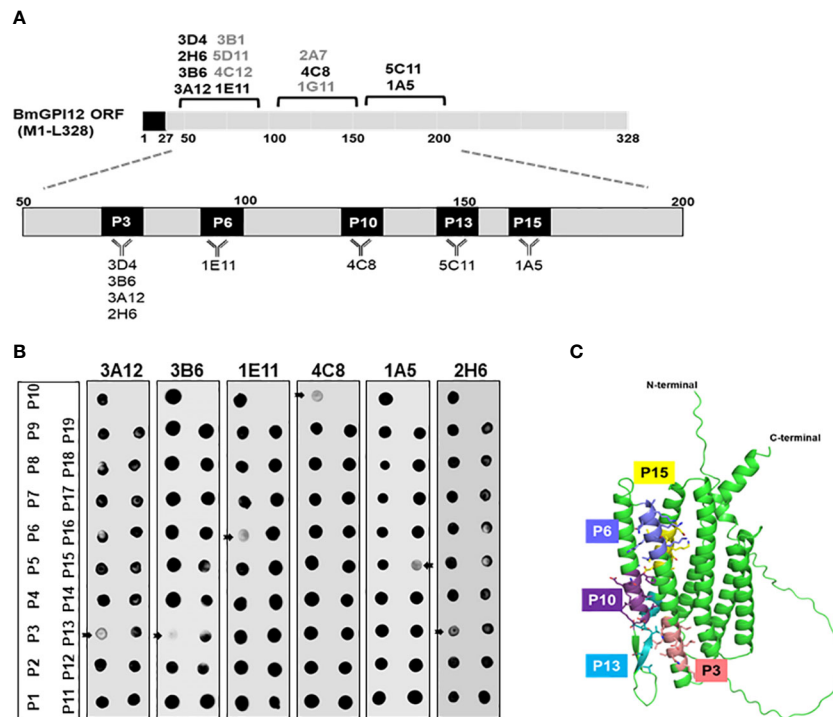 A
3D4 3B1
2H6 5D11
3B6 4C12
3A12 1E11
2A7
4C8
1G11
5C11
1A5
BmGPI12 ORF
(M1-L328)
1 27 50 100 150 200 328
50 100 150 200
P3 P6 P10 P13 P15
3D4 1E11 4C8 5C11 1A5
3B6
3A12
2H6
B
3A12 3B6 1E11 4C8 1A5 2H6
P10
P9 P19
P8 P18
P7 P17
P6 P16
P5 P15
P4 P14
P3 P13
P2 P12
P1 P11
C
N-terminal
C-terminal
P15
P6
P10
P13
P3